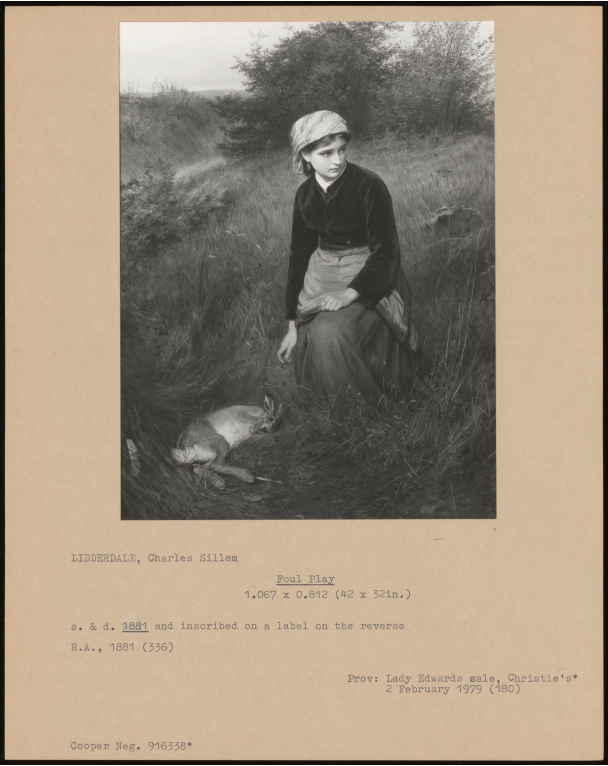 LIDDERDALE, Charles Sillem
Foul Play
1.067 x 0.812 (42 x 32in.)
s. & d. 1881 and inscribed on a label on the reverse
R.A., 1881 (336)
Prov: Lady Edwards sale, Christie's*
2 February 1979 (180)
Cooper Neg. 916338*